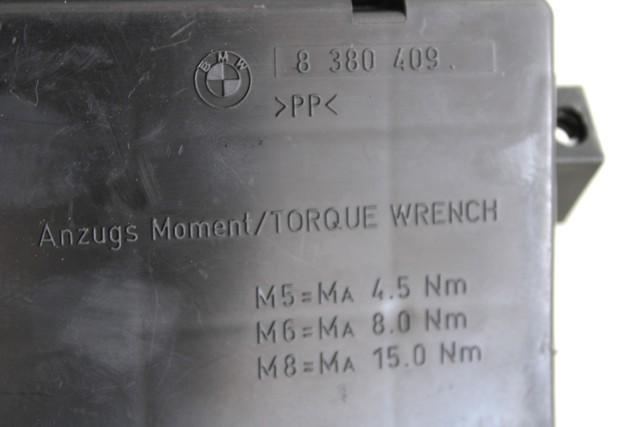 BMW 8 380 409.
>PP<
Anzugs Moment/TORQUE WRENCH
M5=MA 4.5 Nm
M6=MA 8.0 Nm
M8=MA 15.0 Nm